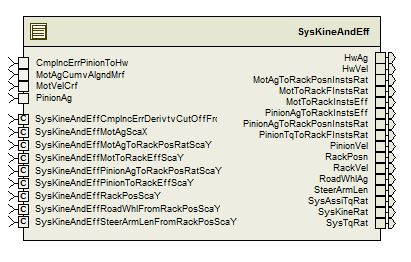 SysKineAndEff
CmpIncErrPinionToHw
MotAgCumvAlgndMrf
MotVelCrf
PinionAg
C SysKineAndEffCmpIncErrDerivtvCutOffFrq
C SysKineAndEffMotAgScaX
C SysKineAndEffMotAgToRackPosRatScaY
C SysKineAndEffMotToRackEffScaY
C SysKineAndEffPinionAgToRackPosRatScaY
C SysKineAndEffPinionToRackEffScaY
C SysKineAndEffRackPosScaY
C SysKineAndEffRoadWhlFromRackPosScaY
C SysKineAndEffSteerArmLenFromRackPosScaY
HwAg
HwVel
MotAgToRackPosnInstsRat
MotToRackFInstsRat
MotToRackInstsEff
PinionAgToRackInstsEff
PinionAgToRackPosnInstsRat
PinionTqToRackFInstsRat
PinionVel
RackPosn
RackVel
RoadWhlAg
SteerArmLen
SysAssiTqRat
SysKineRat
SysTqRat